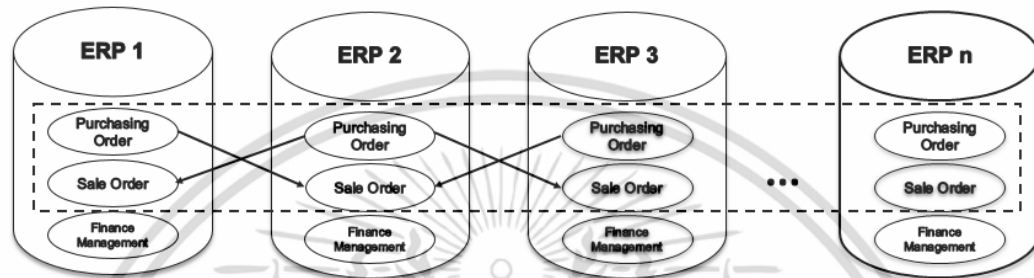 ERP 1
ERP 2
ERP 3
ERP n
Purchasing
Order
Purchasing
Order
Purchasing
Order
Purchasing
Order
Sale Order
Sale Order
Sale Order
...
Sale Order
Finance
Management
Finance
Management
Finance
Management
Finance
Management